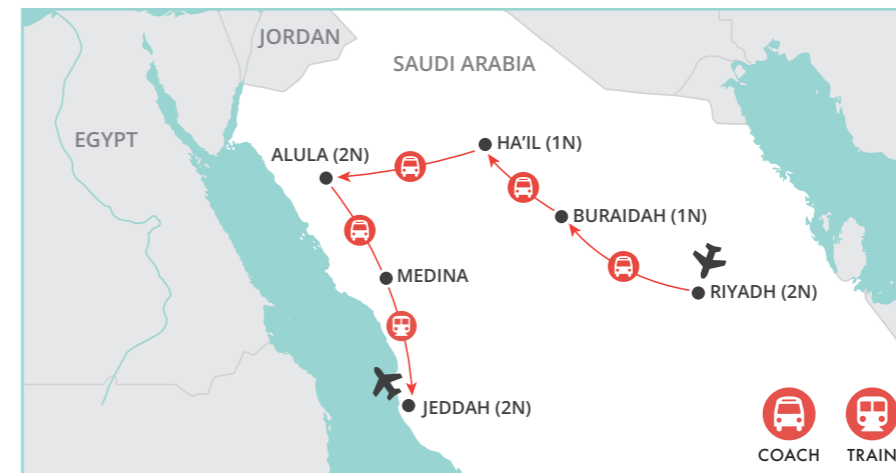 JORDAN
SAUDI ARABIA
EGYPT
ALULA (2N)
HA'IL (1N)
BURAIDAH (1N)
MEDINA
RIYADH (2N)
JEDDAH (2N)
COACH
TRAIN